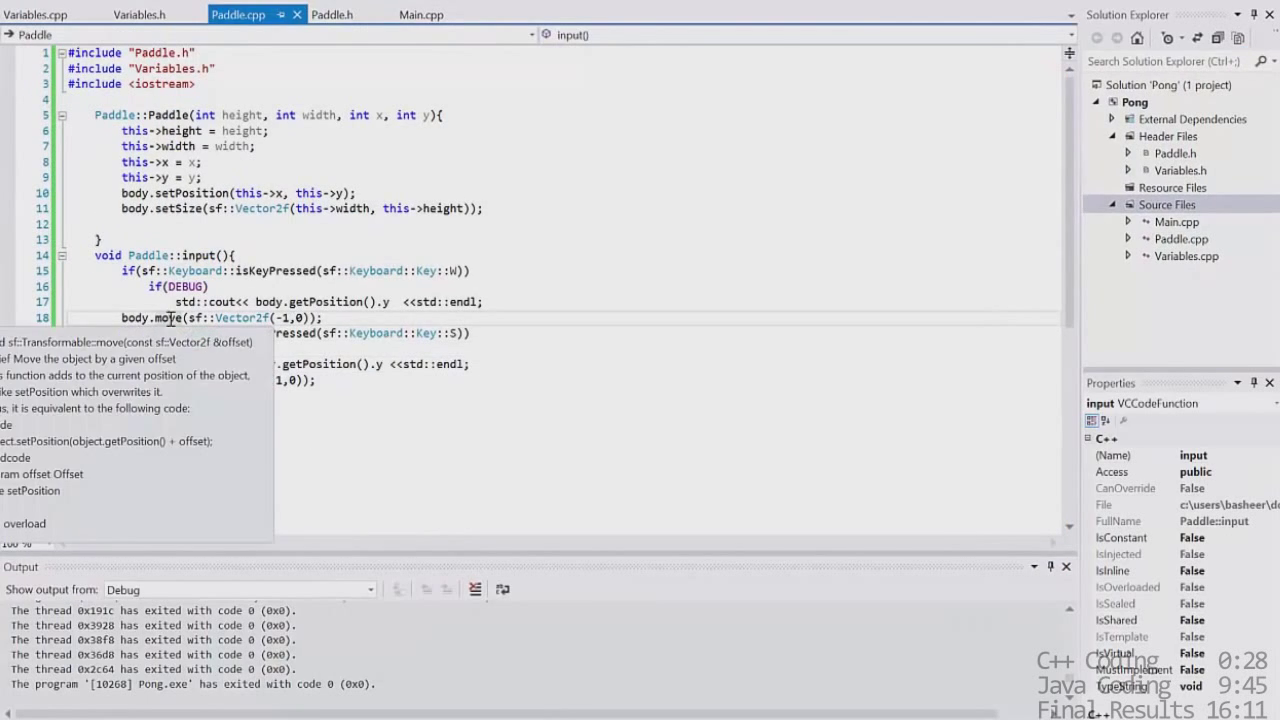 Variables.cpp Variables.h Paddle.cpp Paddle.h Main.cpp
Paddle input()
1 #include "Paddle.h"
2 #include "Variables.h"
3 #include <iostream>
4
5 Paddle::Paddle(int height, int width, int x, int y){
6 this->height = height;
7 this->width = width;
8 this->x = x;
9 this->y = y;
10 body.setPosition(this->x, this->y);
11 body.setSize(sf::Vector2f(this->width, this->height));
12
13 }
14 void Paddle::input(){
15 if(sf::Keyboard::isKeyPressed(sf::Keyboard::Key::W))
16 if(DEBUG)
17 std::cout<< body.getPosition().y <<std::endl;
18 body.move(sf::Vector2f(-1,0));
ressed(sf::Keyboard::Key::S))
.getPosition().y <<std::endl;
1,0));
d sf::Transformable::move(const sf::Vector2f &offset)
ief Move the object by a given offset
s function adds to the current position of the object,
ike setPosition which overwrites it.
us, it is equivalent to the following code:
de
ect.setPosition(object.getPosition() + offset);
dcode
ram offset Offset
e setPosition
overload
100 %
Output
Show output from: Debug
The thread 0x191c has exited with code 0 (0x0).
The thread 0x3928 has exited with code 0 (0x0).
The thread 0x38f8 has exited with code 0 (0x0).
The thread 0x36d8 has exited with code 0 (0x0).
The thread 0x2c64 has exited with code 0 (0x0).
The program '[10268] Pong.exe' has exited with code 0 (0x0).
Solution Explorer
Search Solution Explorer (Ctrl+;)
Solution 'Pong' (1 project)
Pong
External Dependencies
Header Files
Paddle.h
Variables.h
Resource Files
Source Files
Main.cpp
Paddle.cpp
Variables.cpp
Properties
input VCCodeFunction
C++
(Name) input
Access public
CanOverride False
File c:\users\basheer\do
FullName Paddle::input
IsConstant False
IsInjected False
IsInline False
IsOverloaded False
IsSealed False
IsShared False
IsTemplate False
IsVirtual False
MustImplement False
TypeString void
C++
C++ Coding 0:28
Java Coding 9:45
Final Results 16:11